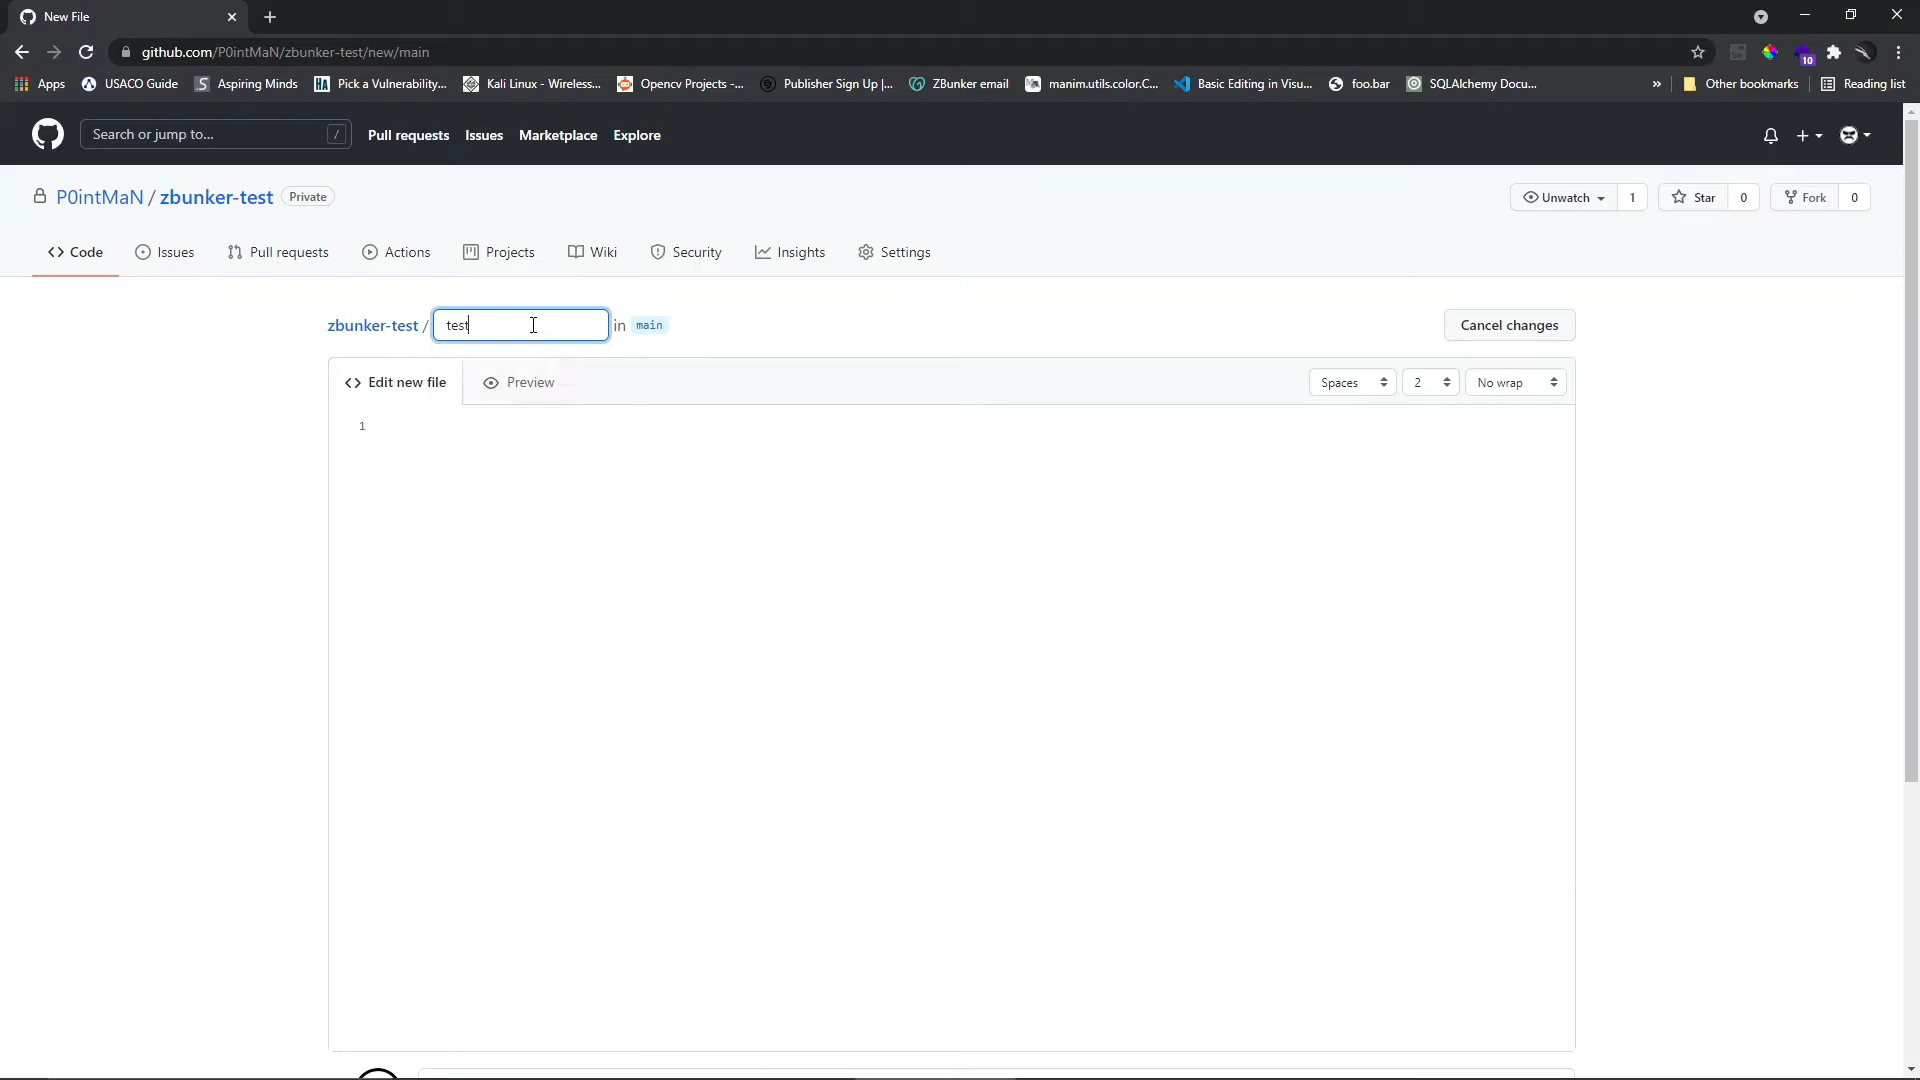 New File
github.com/P0intMaN/zbunker-test/new/main
10
Apps USACO Guide Aspiring Minds Pick a Vulnerability... Kali Linux - Wireless... Opencv Projects -... Publisher Sign Up |... ZBunker email manim.utils.color.C... Basic Editing in Visu... foo.bar SQLAlchemy Docu... » Other bookmarks Reading list
Search or jump to... / Pull requests Issues Marketplace Explore
P0intMaN / zbunker-test Private Unwatch 1 Star 0 Fork 0
Code Issues Pull requests Actions Projects Wiki Security Insights Settings
zbunker-test / test in main Cancel changes
Edit new file Preview Spaces 2 No wrap
1